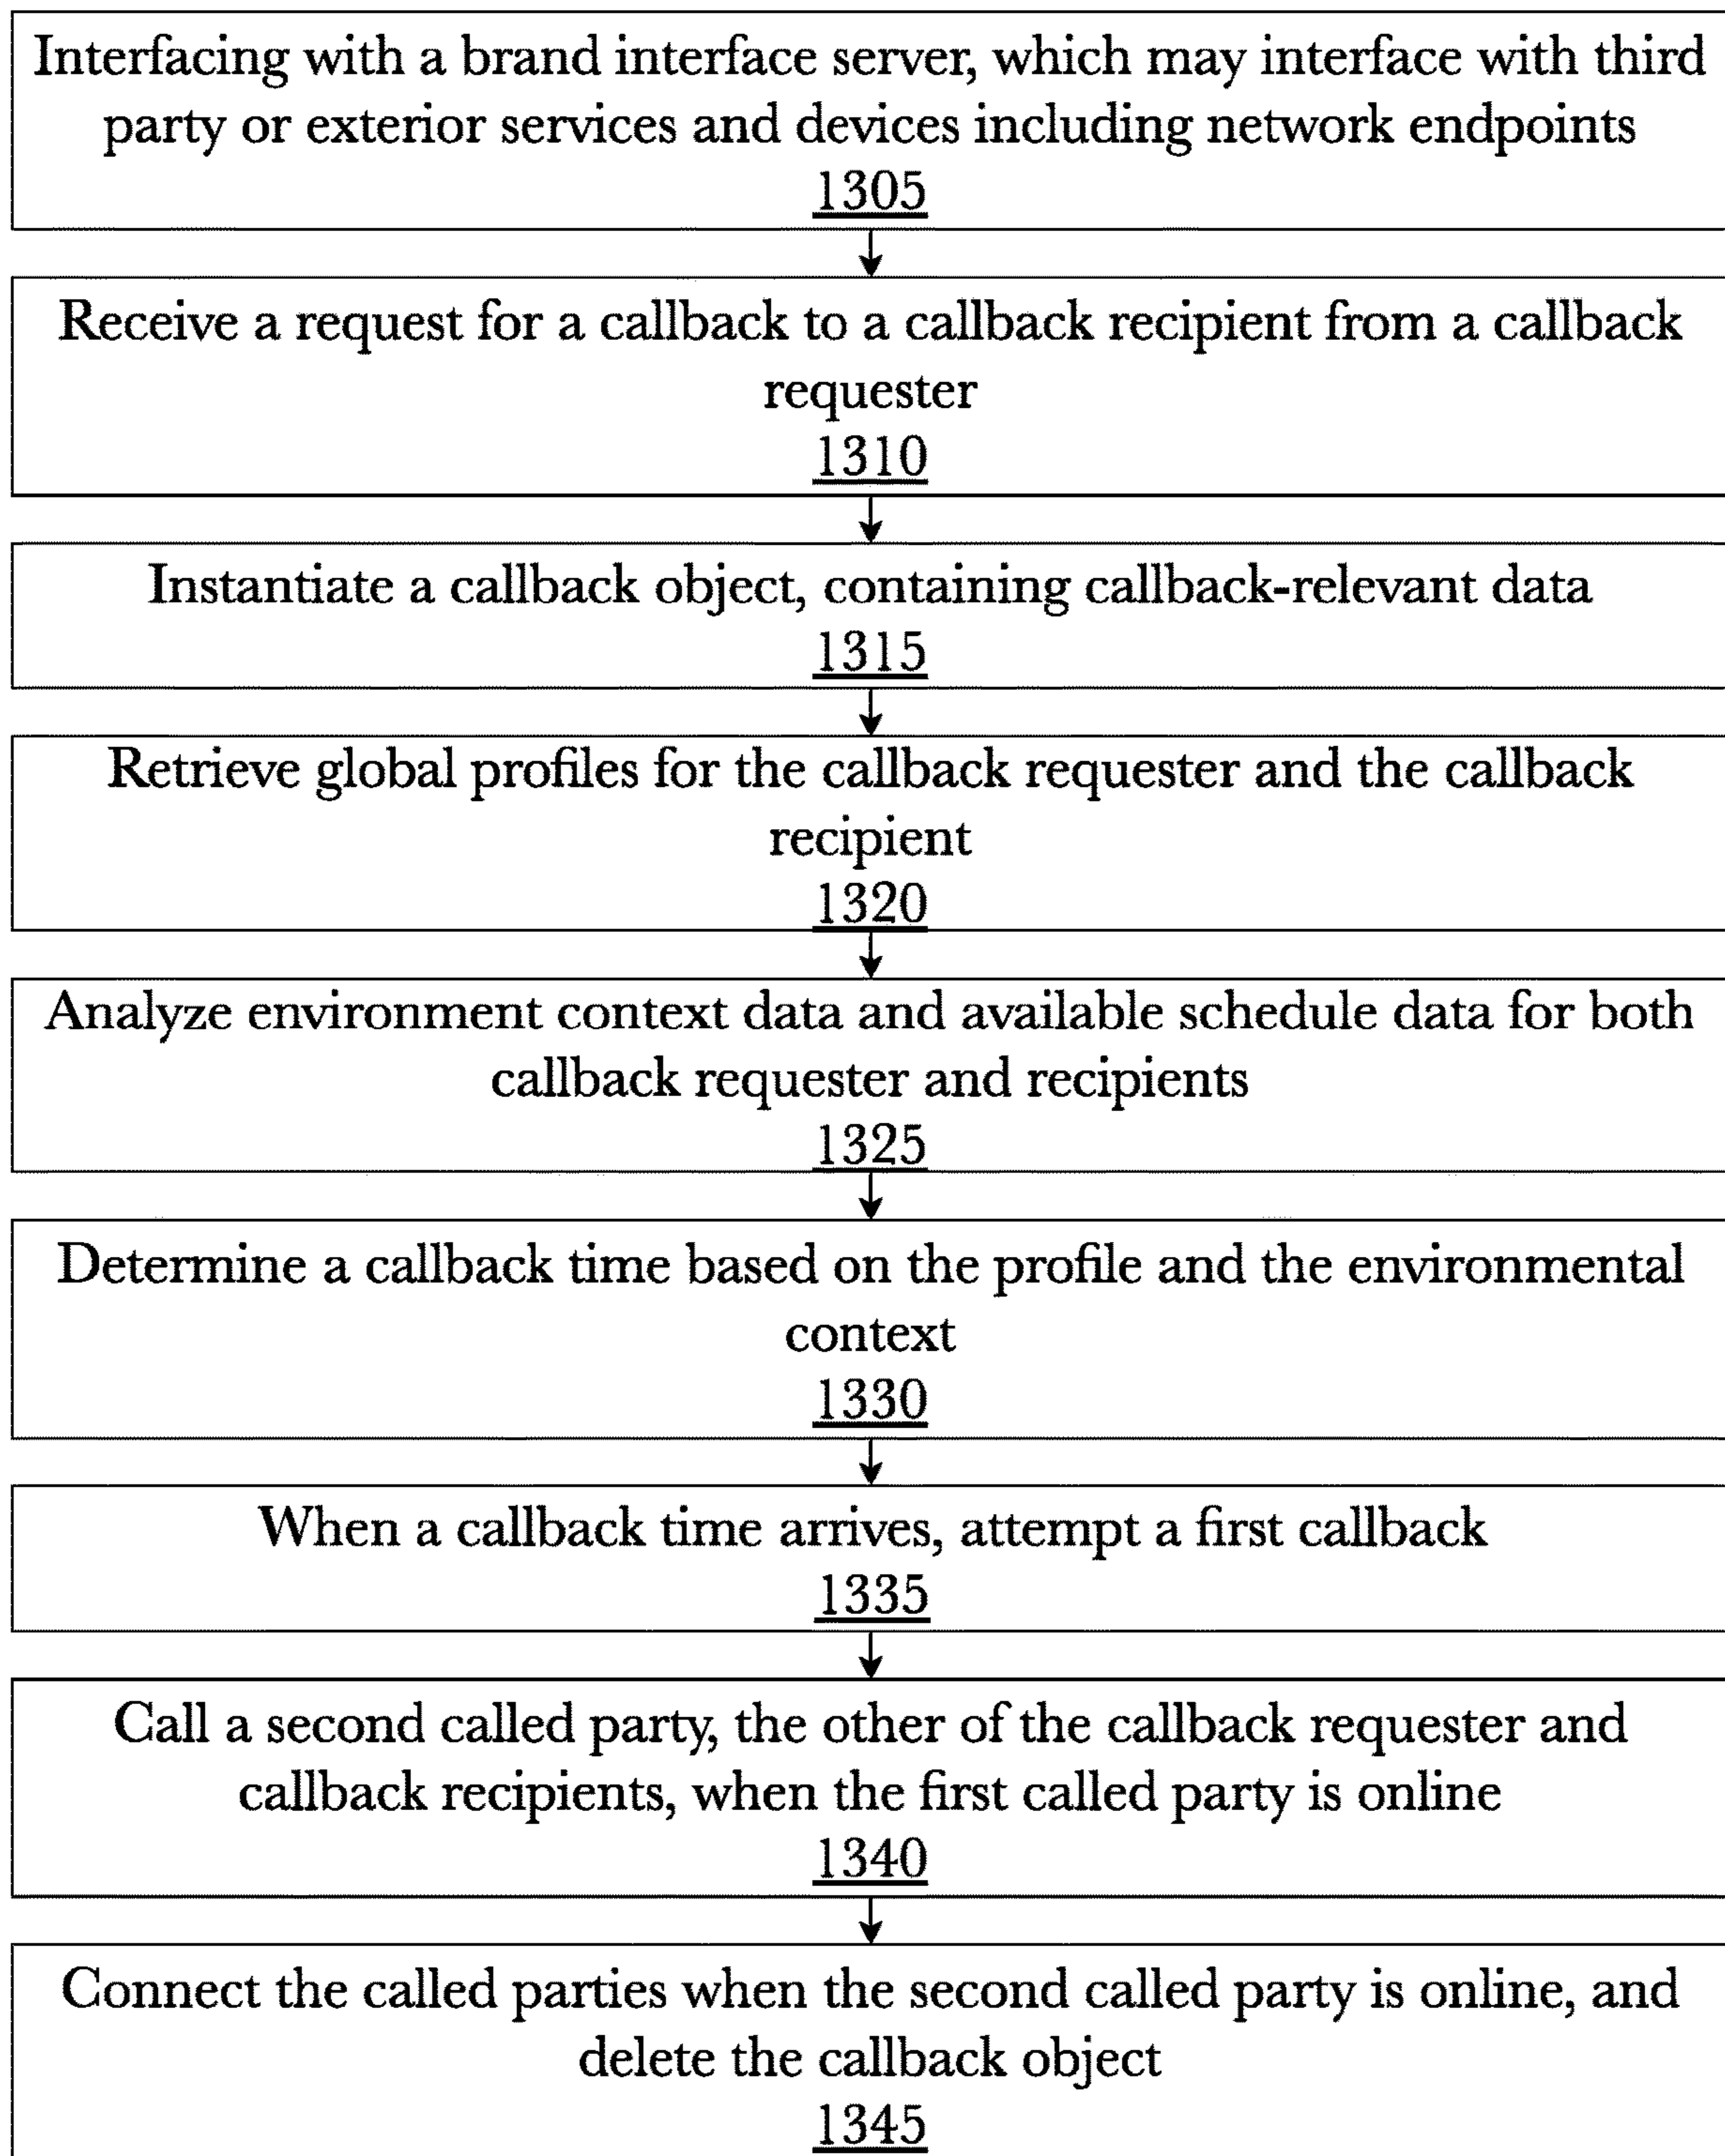 Interfacing with a brand interface server, which may interface with third
party or exterior services and devices including network endpoints
1305
Receive a request for a callback to a callback recipient from a callback
requester
1310
Instantiate a callback object, containing callback-relevant data
1315
Retrieve global profiles for the callback requester and the callback
recipient
1320
Analyze environment context data and available schedule data for both
callback requester and recipients
1325
Determine a callback time based on the profile and the environmental
context
1330
When a callback time arrives, attempt a first callback
1335
Call a second called party, the other of the callback requester and
callback recipients, when the first called party is online
1340
Connect the called parties when the second called party is online, and
delete the callback object
1345